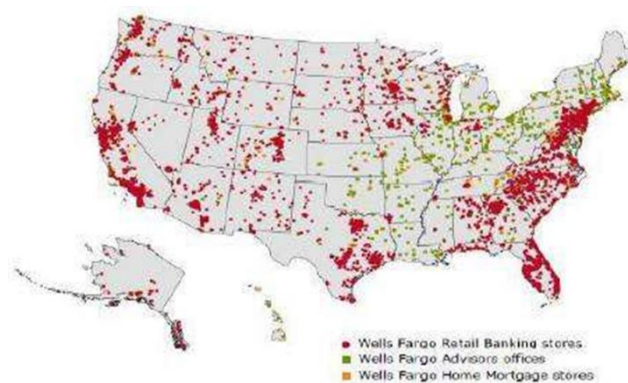 Wells Fargo Retail Banking stores
Wells Fargo Advisors offices
Wells Fargo Home Mortgage stores